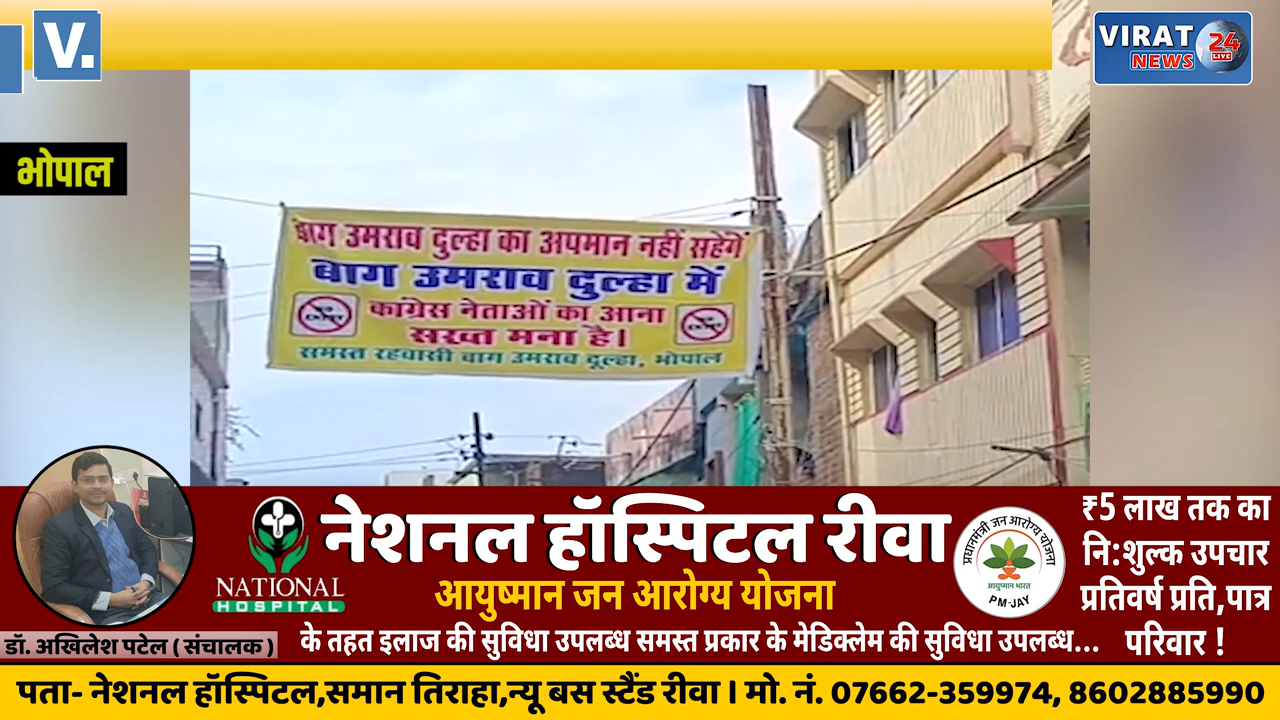 V.
VIRAT
NEWS
24
LIVE
भोपाल
बाग उमराव दुल्हा का अपमान नहीं सहेगें
बाग उमराव दुल्हा में
कांग्रेस नेताओं का आना
सख्त मना है।
समस्त रहवासी बाग उमराव दूल्हा, भोपाल
नेशनल हॉस्पिटल रीवा
NATIONAL
HOSPITAL
आयुष्मान जन आरोग्य योजना
के तहत इलाज की सुविधा उपलब्ध समस्त प्रकार के मेडिक्लेम की सुविधा उपलब्ध...
प्रधानमंत्री जन आरोग्य योजना
आयुष्मान भारत
PM-JAY
₹5 लाख तक का
नि:शुल्क उपचार
प्रतिवर्ष प्रति,पात्र
परिवार !
डॉ. अखिलेश पटेल ( संचालक )
पता- नेशनल हॉस्पिटल,समान तिराहा,न्यू बस स्टैंड रीवा । मो. नं. 07662-359974, 8602885990